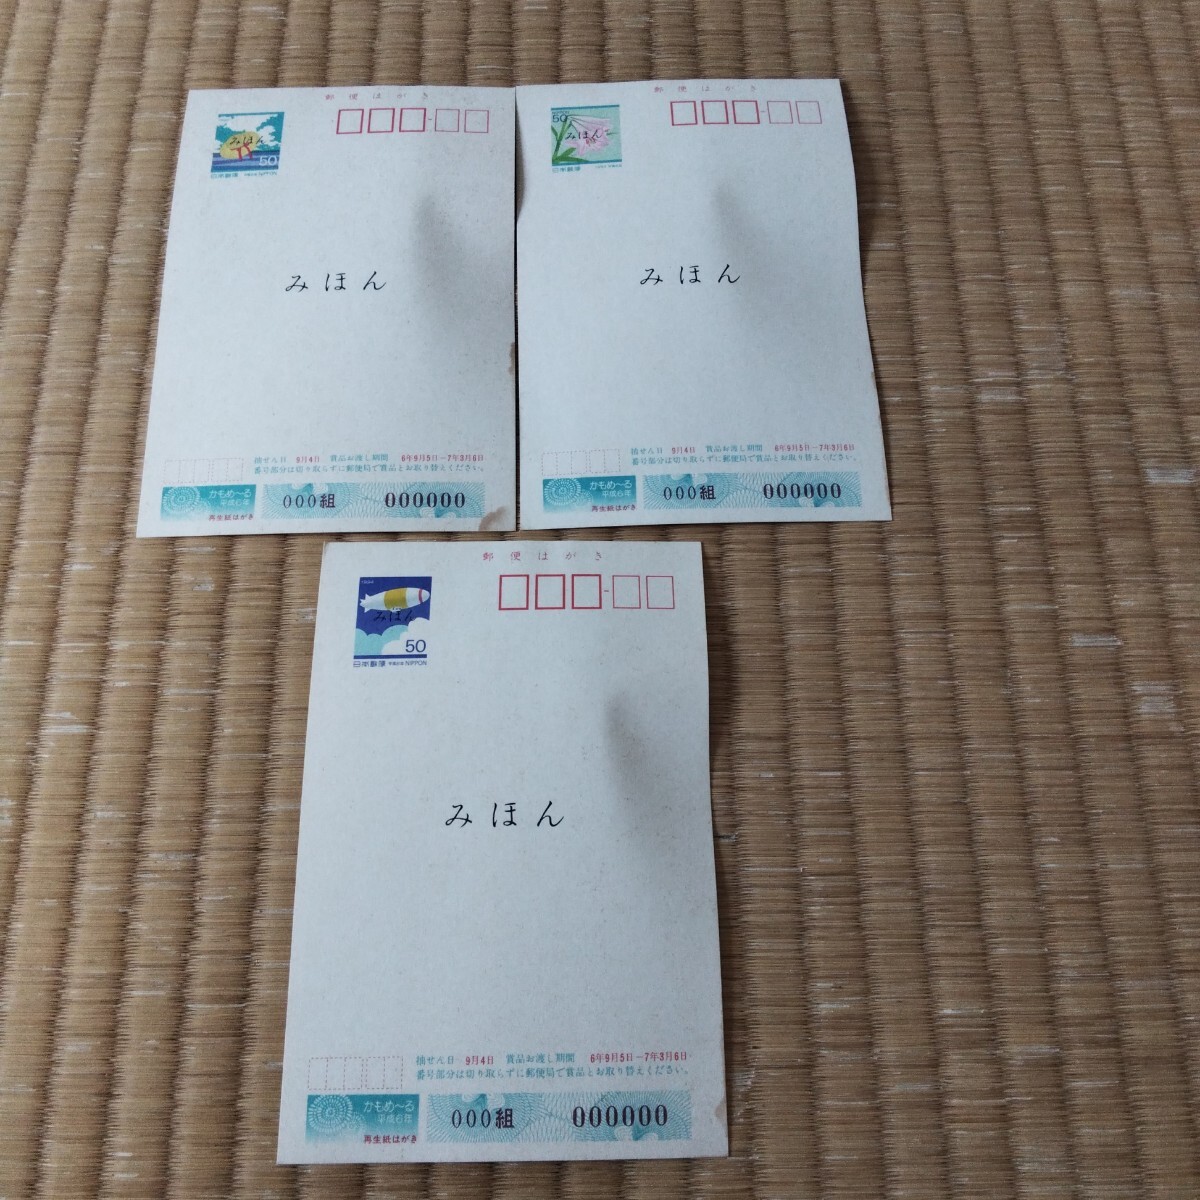 郵便はがき
みほん
50
日本郵便 平成6年 NIPPON
みほん
抽せん日 9月4日 賞品お渡し期間 6年9月5日-7年3月6日
番号部分は切り取らずに郵便局で賞品とお取り替えください。
かもめ~る
平成6年
再生紙はがき
000組 000000
郵便はがき
50
みほん
みほん
抽せん日 9月4日 賞品お渡し期間 6年9月5日-7年3月6日
番号部分は切り取らずに郵便局で賞品とお取り替えください。
かもめ~る
平成6年
再生紙はがき
000組 000000
郵便はがき
1994
みほん
50
日本郵便 平成6年 NIPPON
みほん
抽せん日 9月4日 賞品お渡し期間 6年9月5日-7年3月6日
番号部分は切り取らずに郵便局で賞品とお取り替えください。
かもめ~る
平成6年
再生紙はがき
000組 000000